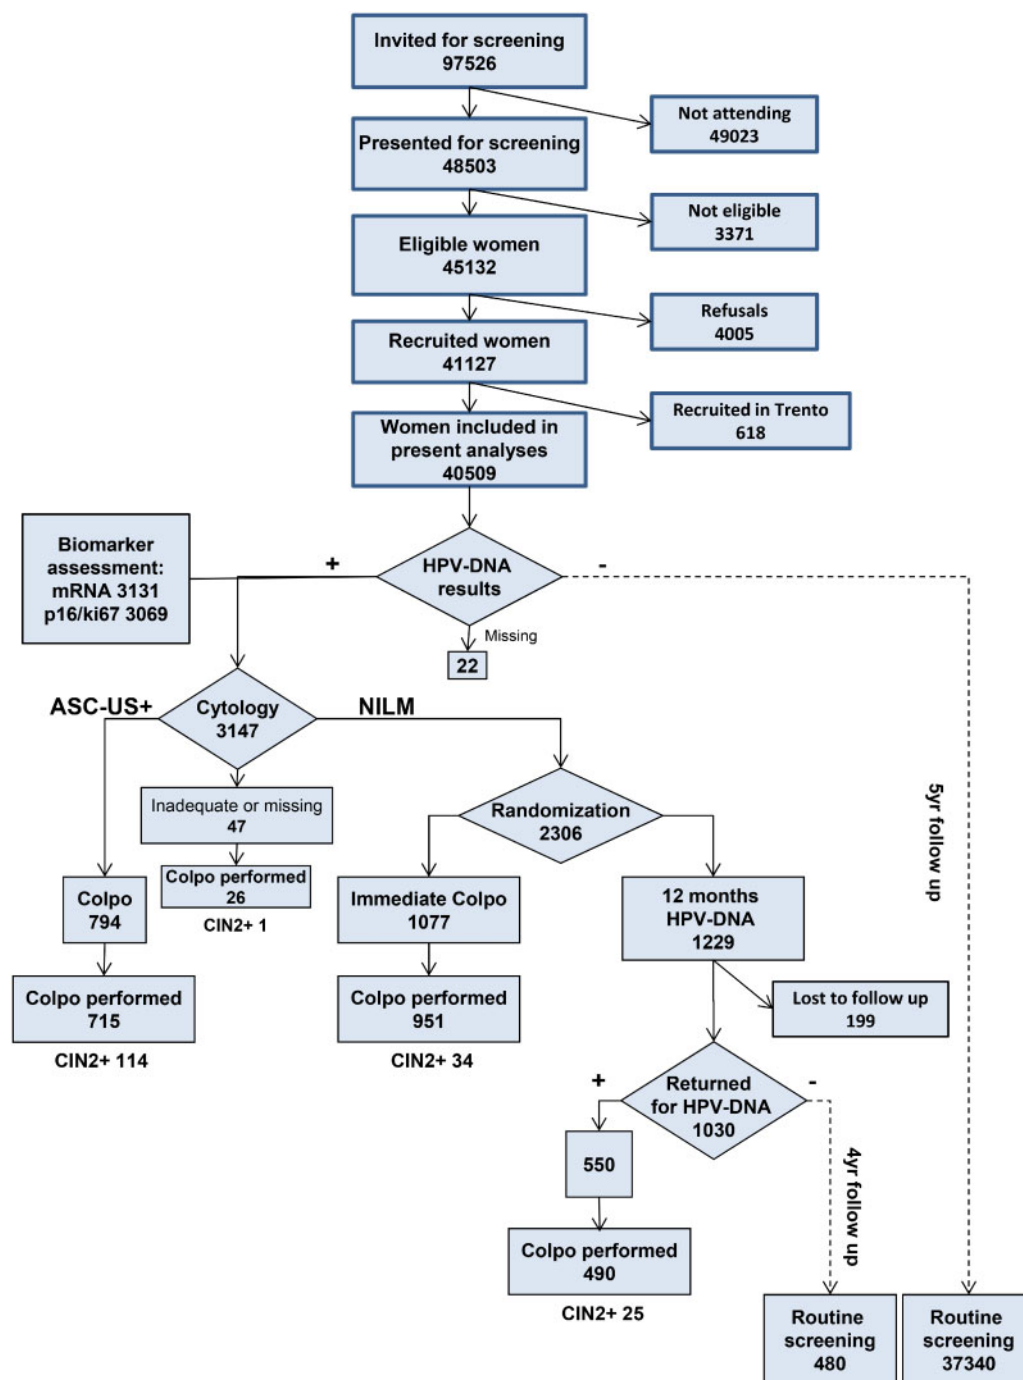 Invited for screening
97526
Not attending
49023
Presented for screening
48503
Not eligible
3371
Eligible women
45132
Refusals
4005
Recruited women
41127
Recruited in Trento
618
Women included in
present analyses
40509
Biomarker
assessment:
mRNA 3131
p16/ki67 3069
+
HPV-DNA
results
-
Missing
22
ASC-US+
Cytology
3147
NILM
Inadequate or missing
47
Colpo performed
26
CIN2+ 1
Randomization
2306
5yr follow up
Colpo
794
Colpo performed
715
CIN2+ 114
Immediate Colpo
1077
Colpo performed
951
CIN2+ 34
12 months
HPV-DNA
1229
Lost to follow up
199
+
Returned
for HPV-DNA
1030
-
550
4yr follow up
Colpo performed
490
CIN2+ 25
Routine
screening
480
Routine
screening
37340